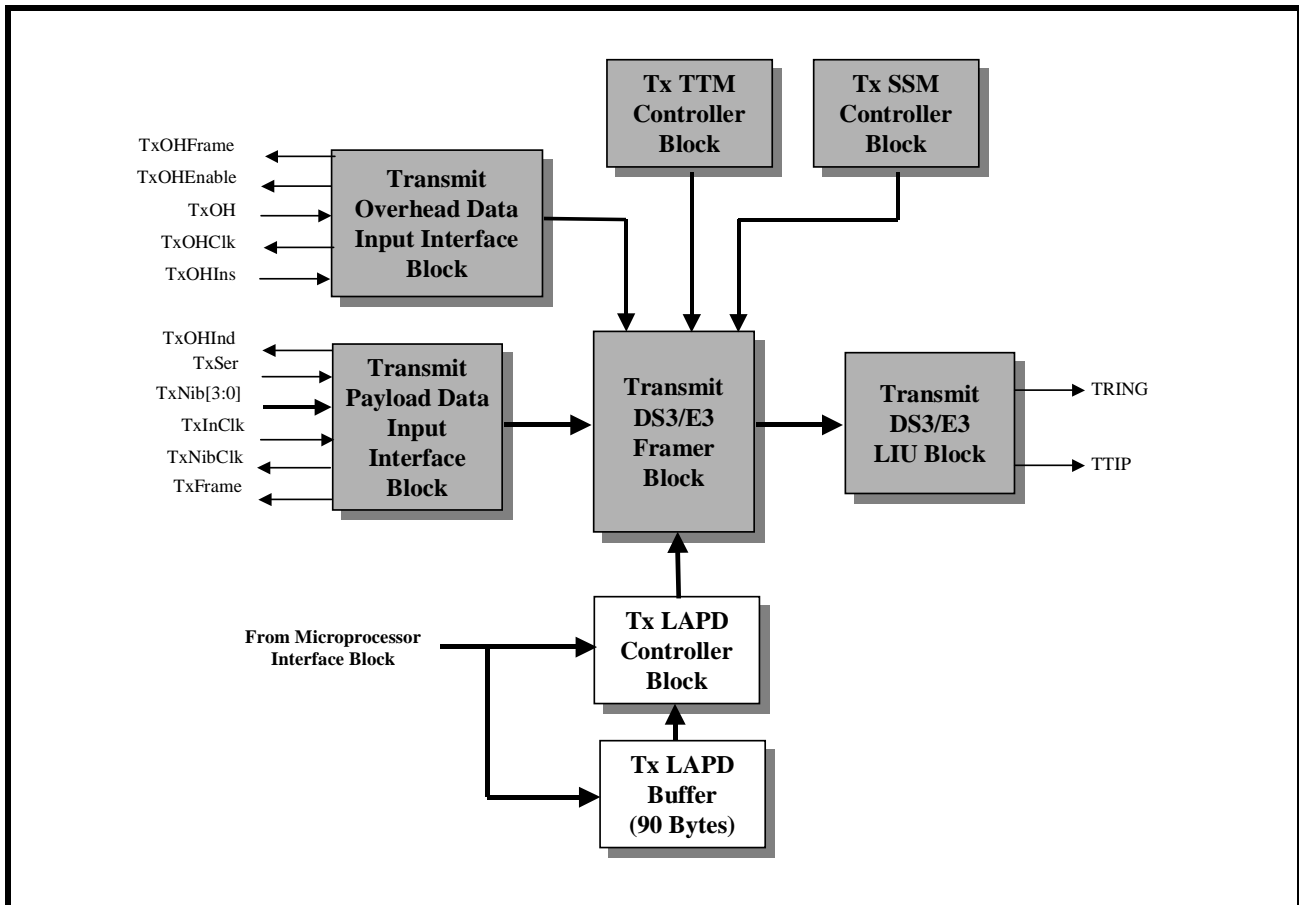 Tx TTM
Controller
Block
Tx SSM
Controller
Block
TxOHFrame
TxOHEnable
TxOH
TxOHClk
TxOHIns
Transmit
Overhead Data
Input Interface
Block
TxOHInd
TxSer
TxNib[3:0]
TxInClk
TxNibClk
TxFrame
Transmit
Payload Data
Input
Interface
Block
Transmit
DS3/E3
Framer
Block
Transmit
DS3/E3
LIU Block
TRING
TTIP
From Microprocessor
Interface Block
Tx LAPD
Controller
Block
Tx LAPD
Buffer
(90 Bytes)